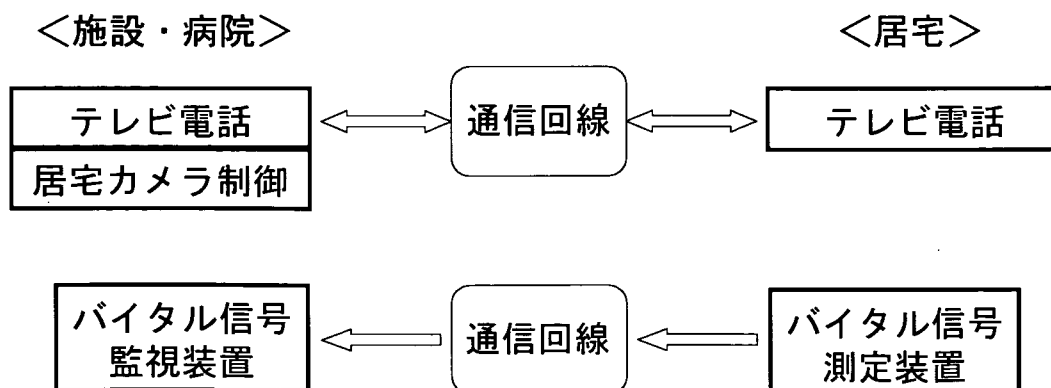 ＜施設・病院＞
＜居宅＞
テレビ電話
通信回線
テレビ電話
居宅カメラ制御
バイタル信号
監視装置
通信回線
バイタル信号
測定装置